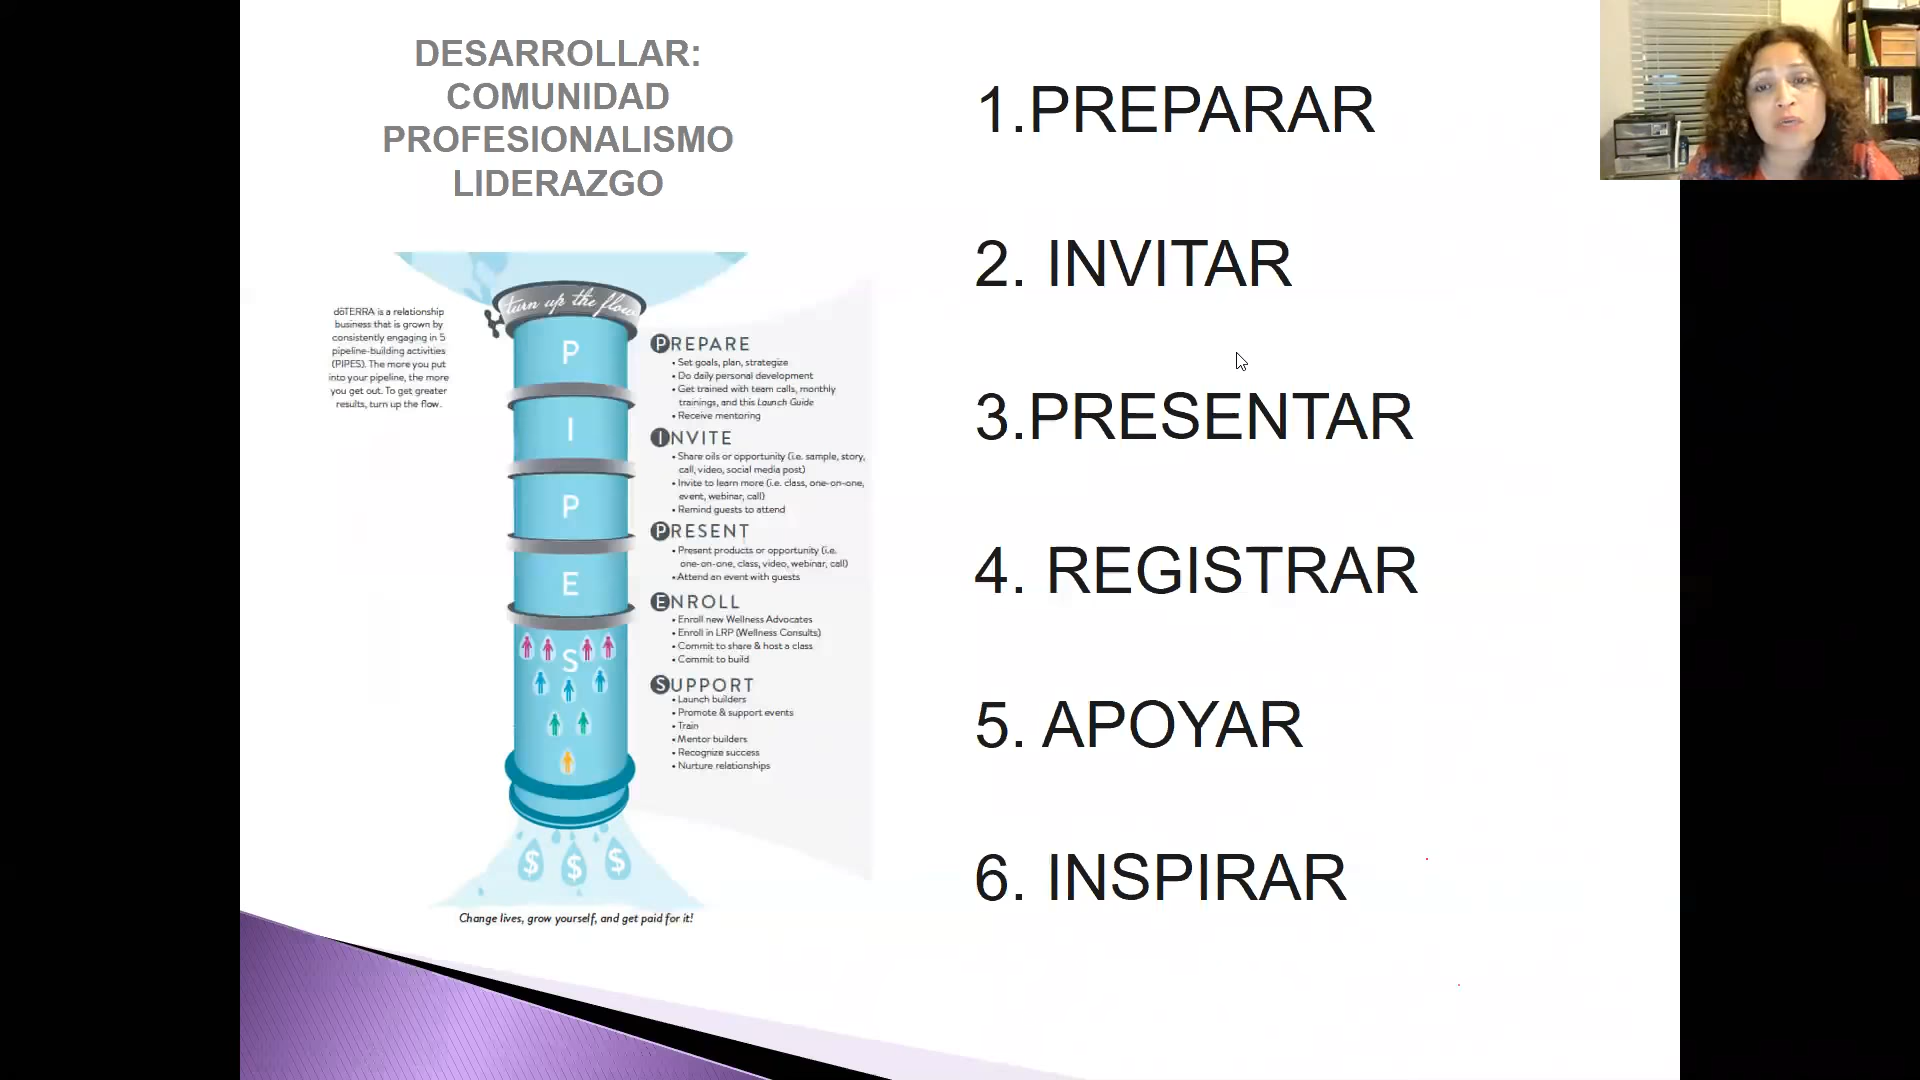 DESARROLLAR:
COMUNIDAD
PROFESIONALISMO
LIDERAZGO
turn up the flow
dōTERRA is a relationship
business that is grown by
consistently engaging in 5
pipeline-building activities
(PIPES). The more you put
into your pipeline, the more
you get out. To get greater
results, turn up the flow.
P
I
P
E
S
PREPARE
• Set goals, plan, strategize
• Do daily personal development
• Get trained with team calls, monthly
trainings, and this Launch Guide
• Receive mentoring
INVITE
• Share oils or opportunity (i.e. sample, story,
call, video, social media post)
• Invite to learn more (i.e. class, one-on-one,
event, webinar, call)
• Remind guests to attend
PRESENT
• Present products or opportunity (i.e.
one-on-one, class, video, webinar, call)
• Attend an event with guests
ENROLL
• Enroll new Wellness Advocates
• Enroll in LRP (Wellness Consults)
• Commit to share & host a class
• Commit to build
SUPPORT
• Launch builders
• Promote & support events
• Train
• Mentor builders
• Recognize success
• Nurture relationships
$ $ $
Change lives, grow yourself, and get paid for it!
1.PREPARAR
2. INVITAR
3.PRESENTAR
4. REGISTRAR
5. APOYAR
6. INSPIRAR